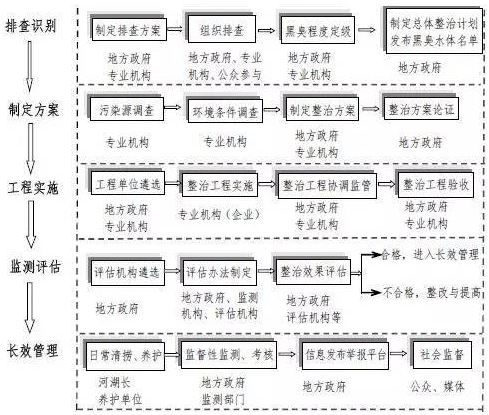 排查识别
制定排查方案
组织排查
黑臭程度定级
制定总体整治计划
发布黑臭水体名单
地方政府
专业机构
地方政府、专业
机构、公众参与
地方政府
专业机构
地方政府
制定方案
污染源调查
环境条件调查
制定整治方案
整治方案论证
专业机构
专业机构
地方政府
专业机构
地方政府
工程实施
工程单位遴选
整治工程实施
整治工程协调监管
整治工程验收
地方政府
专业机构
专业机构（企业）
地方政府
专业机构
地方政府
专业机构
监测评估
评估机构遴选
评估办法制定
整治效果评估
合格，进入长效管理
不合格，整改与提高
地方政府
地方政府、监测
机构、评估机构
地方政府
评估机构等
长效管理
日常清捞、养护
监督性监测、考核
信息发布举报平台
社会监督
河湖长
养护单位
地方政府
监测部门
地方政府
公众、媒体